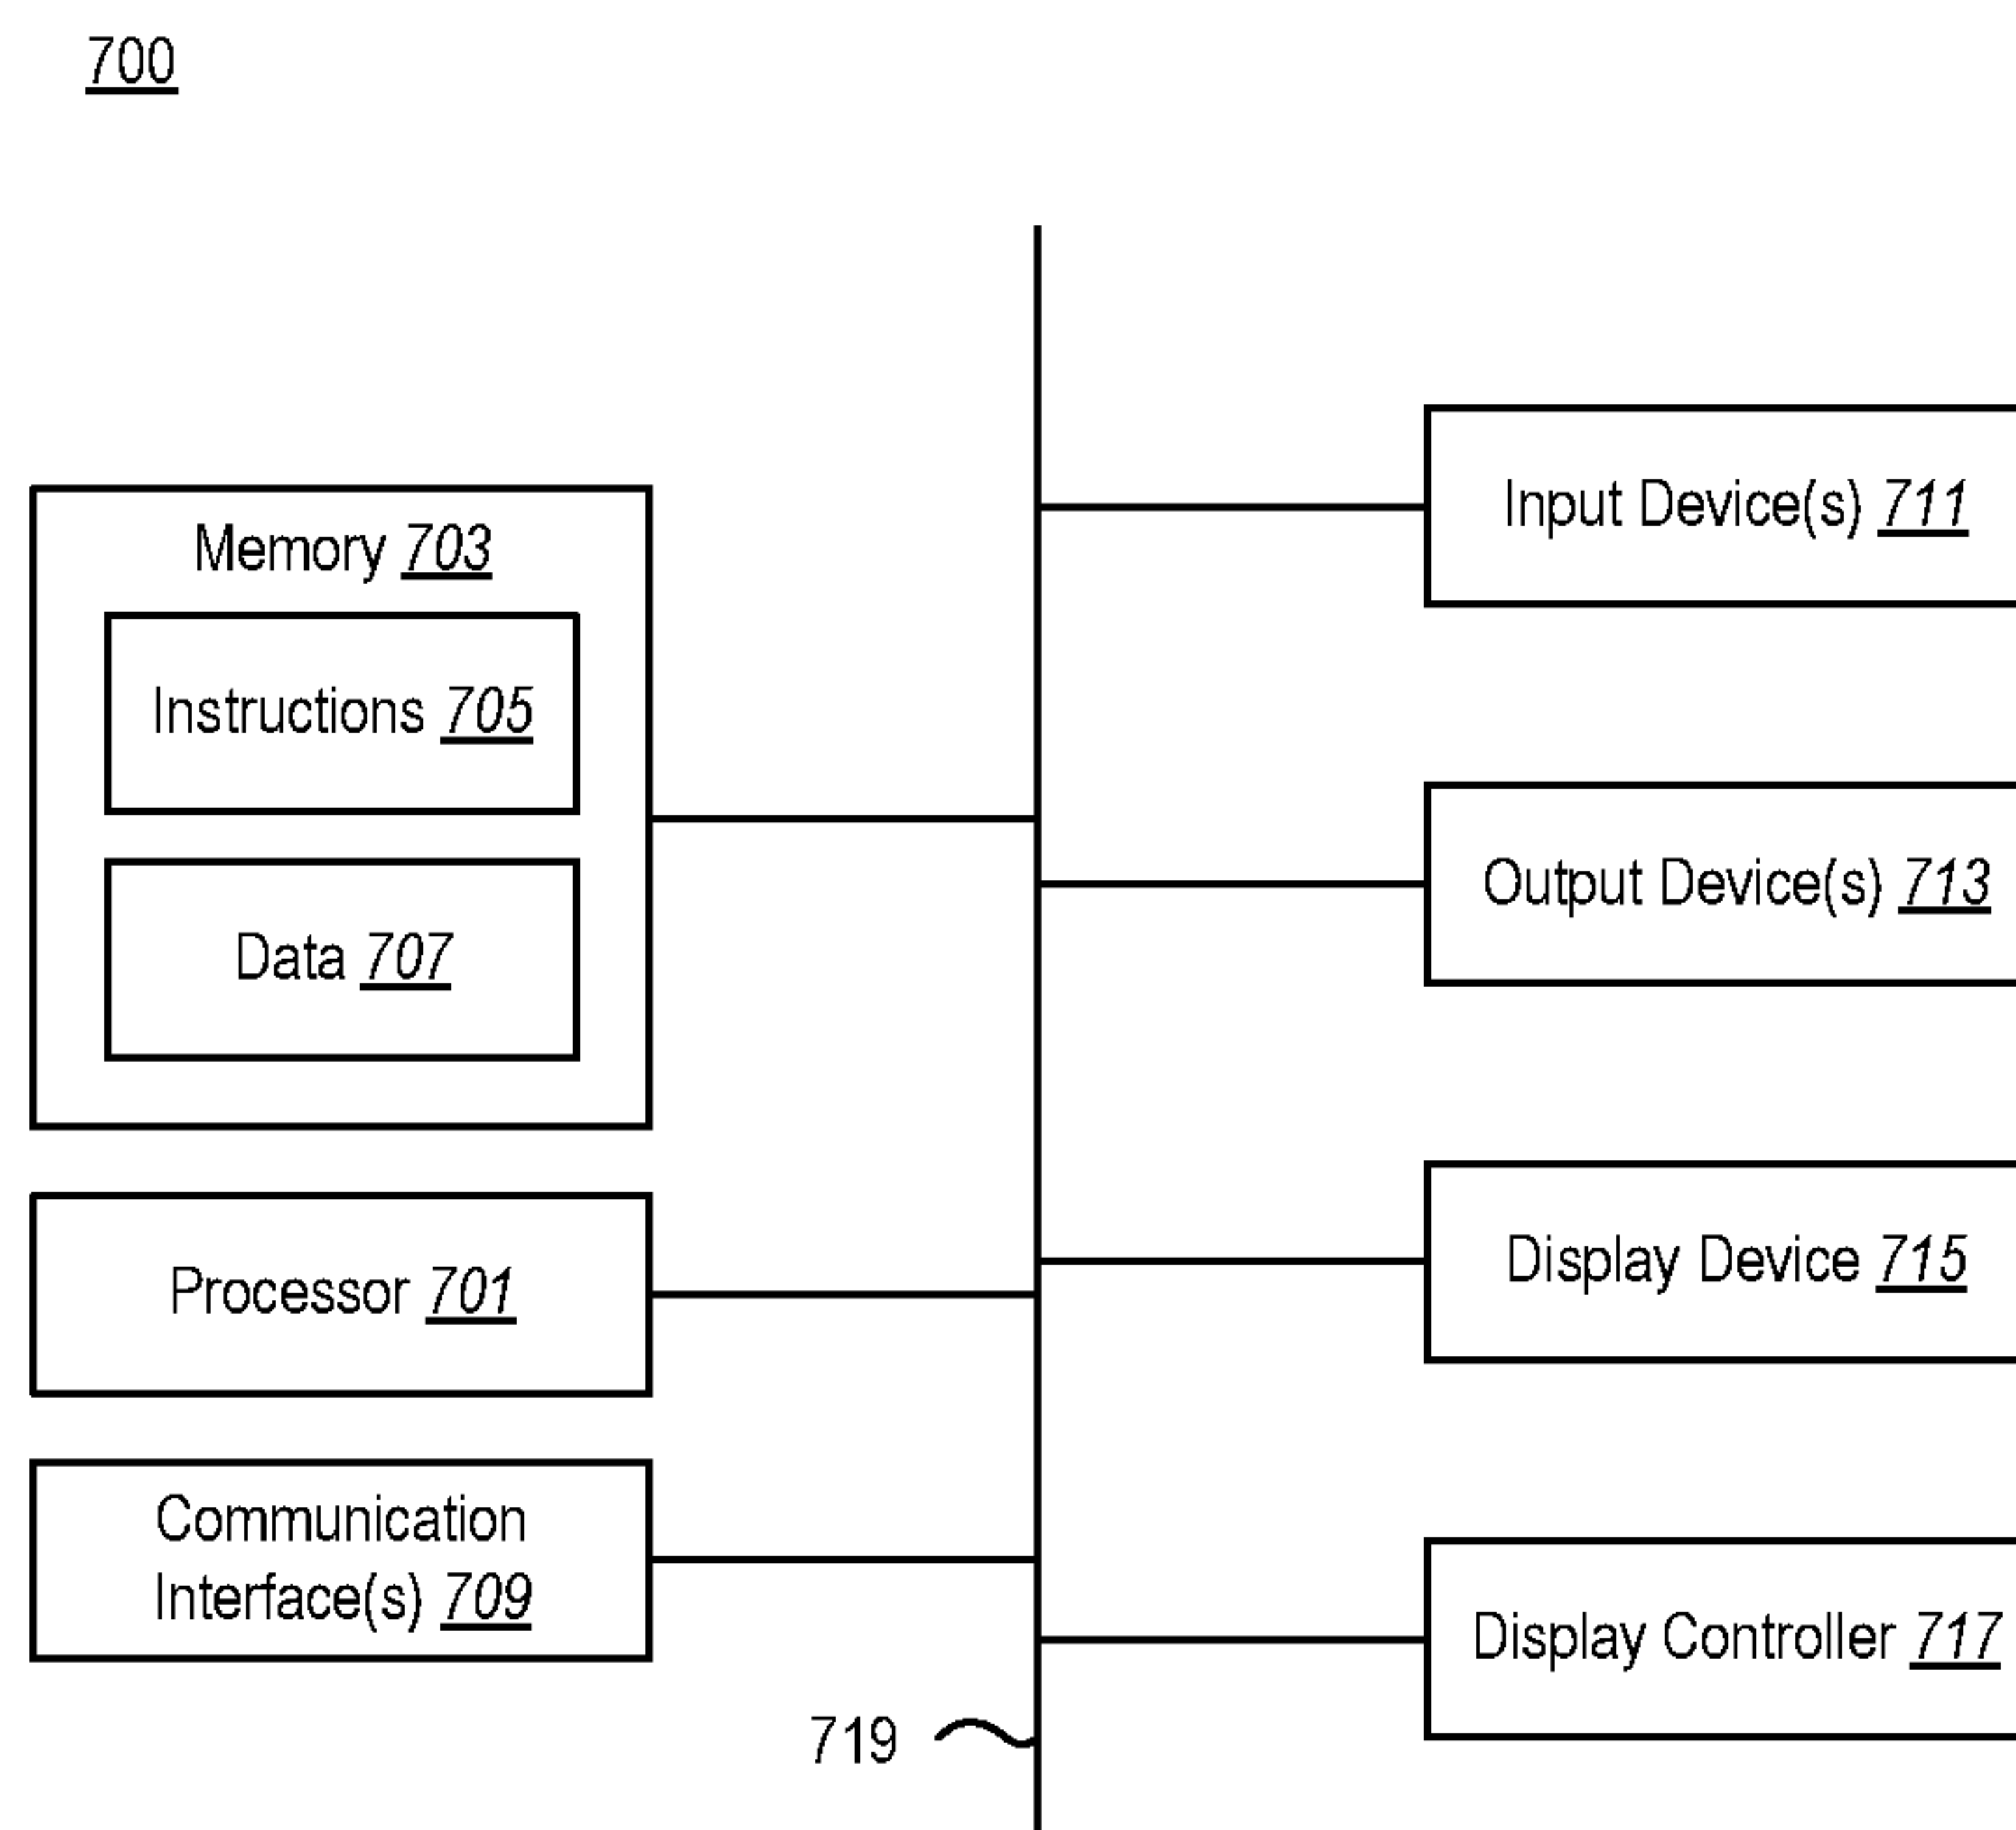 700
Memory 703
Instructions 705
Data 707
Processor 701
Communication
Interface(s) 709
719
Input Device(s) 711
Output Device(s) 713
Display Device 715
Display Controller 717